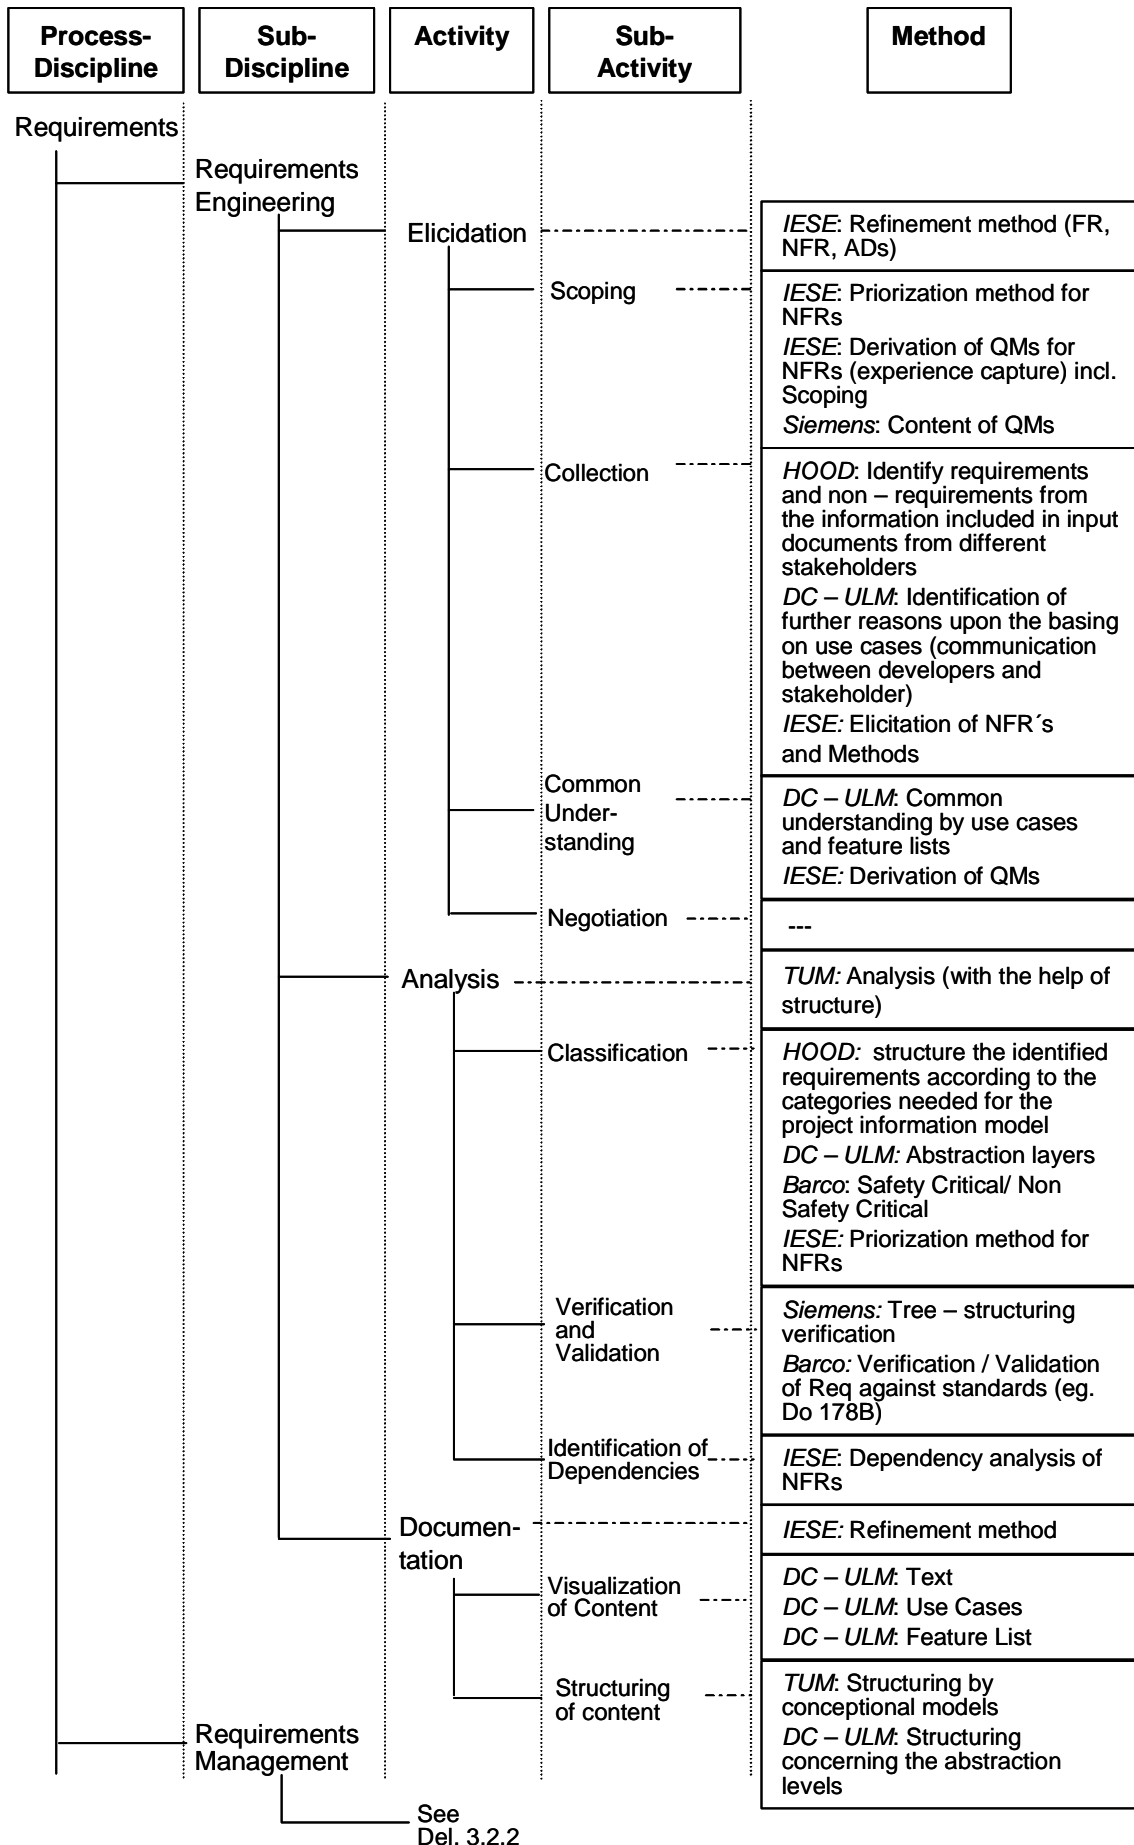 Process-
Discipline
Sub-
Discipline
Activity
Sub-
Activity
Method
Requirements
Requirements
Engineering
Elicidation
IESE: Refinement method (FR,
NFR, ADs)
Scoping
IESE: Priorization method for
NFRs
IESE: Derivation of QMs for
NFRs (experience capture) incl.
Scoping
Siemens: Content of QMs
Collection
HOOD: Identify requirements
and non – requirements from
the information included in input
documents from different
stakeholders
DC – ULM: Identification of
further reasons upon the basing
on use cases (communication
between developers and
stakeholder)
IESE: Elicitation of NFR´s
and Methods
Common
Under-
standing
DC – ULM: Common
understanding by use cases
and feature lists
IESE: Derivation of QMs
Negotiation
---
Analysis
TUM: Analysis (with the help of
structure)
Classification
HOOD: structure the identified
requirements according to the
categories needed for the
project information model
DC – ULM: Abstraction layers
Barco: Safety Critical/ Non
Safety Critical
IESE: Priorization method for
NFRs
Verification
and
Validation
Siemens: Tree – structuring
verification
Barco: Verification / Validation
of Req against standards (eg.
Do 178B)
Identification of
Dependencies
IESE: Dependency analysis of
NFRs
Documen-
tation
IESE: Refinement method
Visualization
of Content
DC – ULM: Text
DC – ULM: Use Cases
DC – ULM: Feature List
Structuring
of content
TUM: Structuring by
conceptional models
DC – ULM: Structuring
concerning the abstraction
levels
Requirements
Management
See
Del. 3.2.2